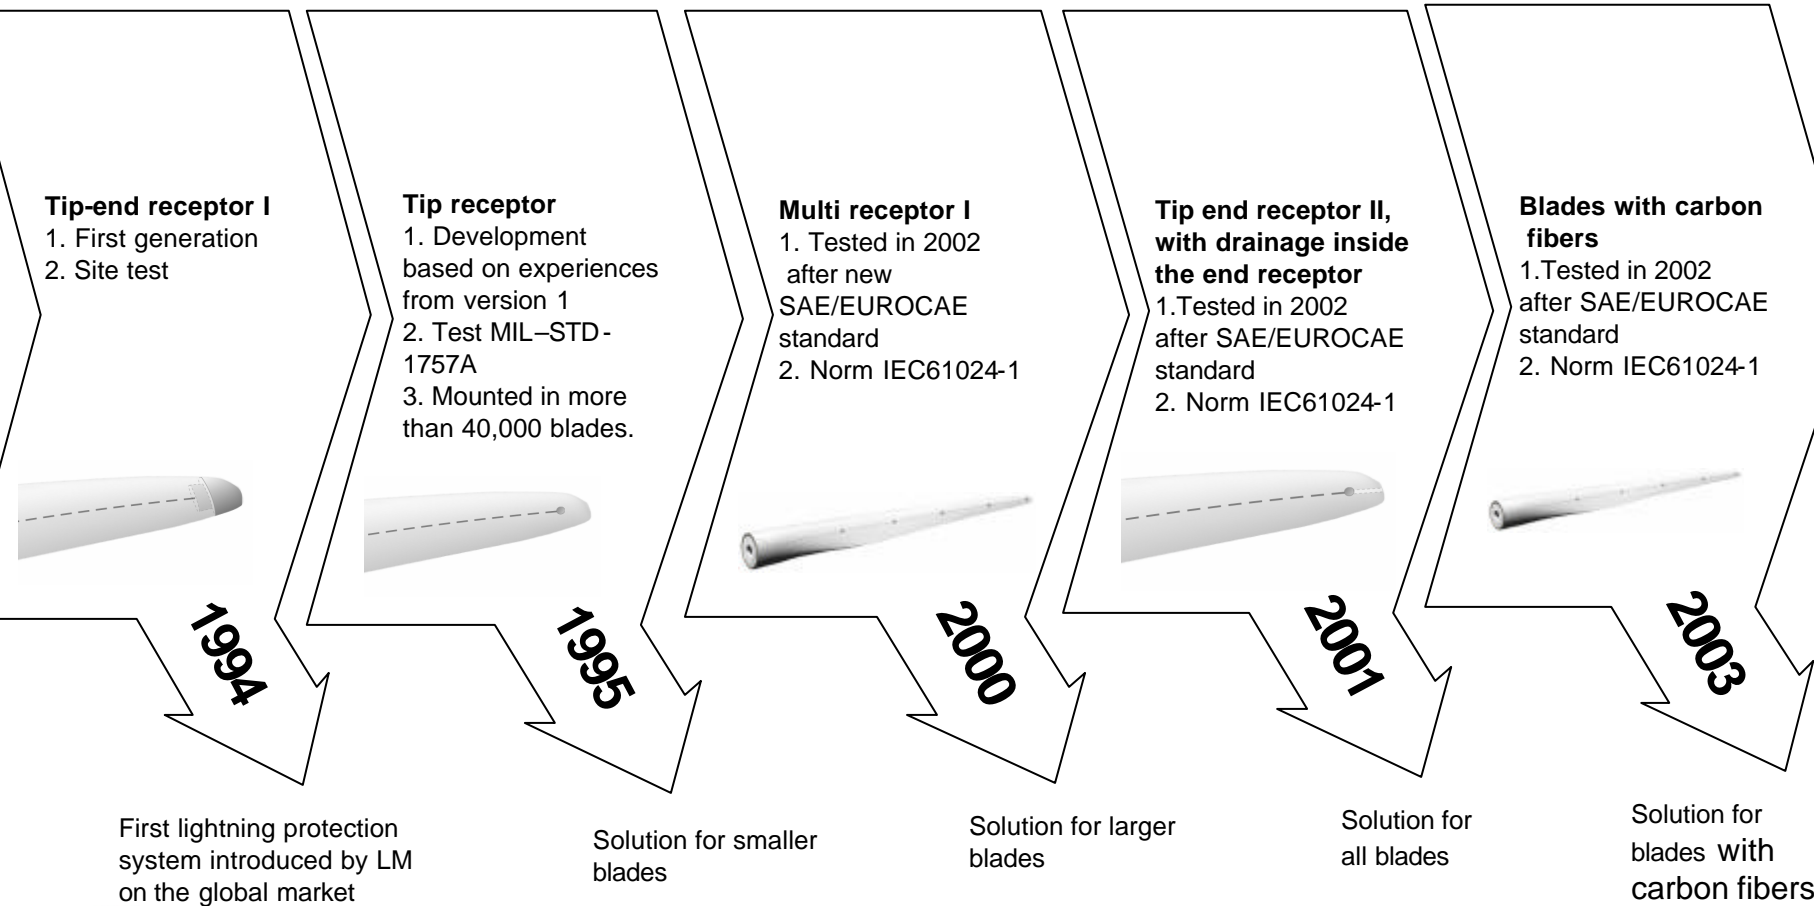 Tip-end receptor I
1. First generation
2. Site test
1994
First lightning protection
system introduced by LM
on the global market
Tip receptor
1. Development
based on experiences
from version 1
2. Test MIL–STD-
1757A
3. Mounted in more
than 40,000 blades.
1995
Solution for smaller
blades
Multi receptor I
1. Tested in 2002
after new
SAE/EUROCAE
standard
2. Norm IEC61024-1
2000
Solution for larger
blades
Tip end receptor II,
with drainage inside
the end receptor
1.Tested in 2002
after SAE/EUROCAE
standard
2. Norm IEC61024-1
2001
Solution for
all blades
Blades with carbon
fibers
1.Tested in 2002
after SAE/EUROCAE
standard
2. Norm IEC61024-1
2003
Solution for
blades with
carbon fibers